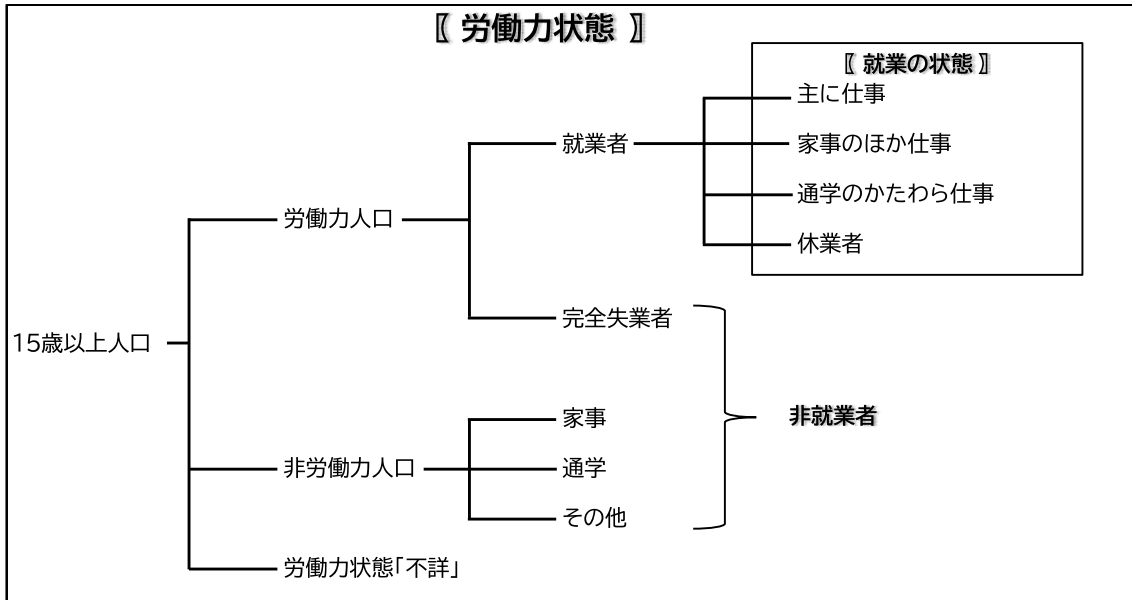 〖 労働力状態 〗
〖 就業の状態 〗
主に仕事
就業者
家事のほか仕事
通学のかたわら仕事
労働力人口
休業者
完全失業者
15歳以上人口
家事
非就業者
非労働力人口
通学
その他
労働力状態「不詳」